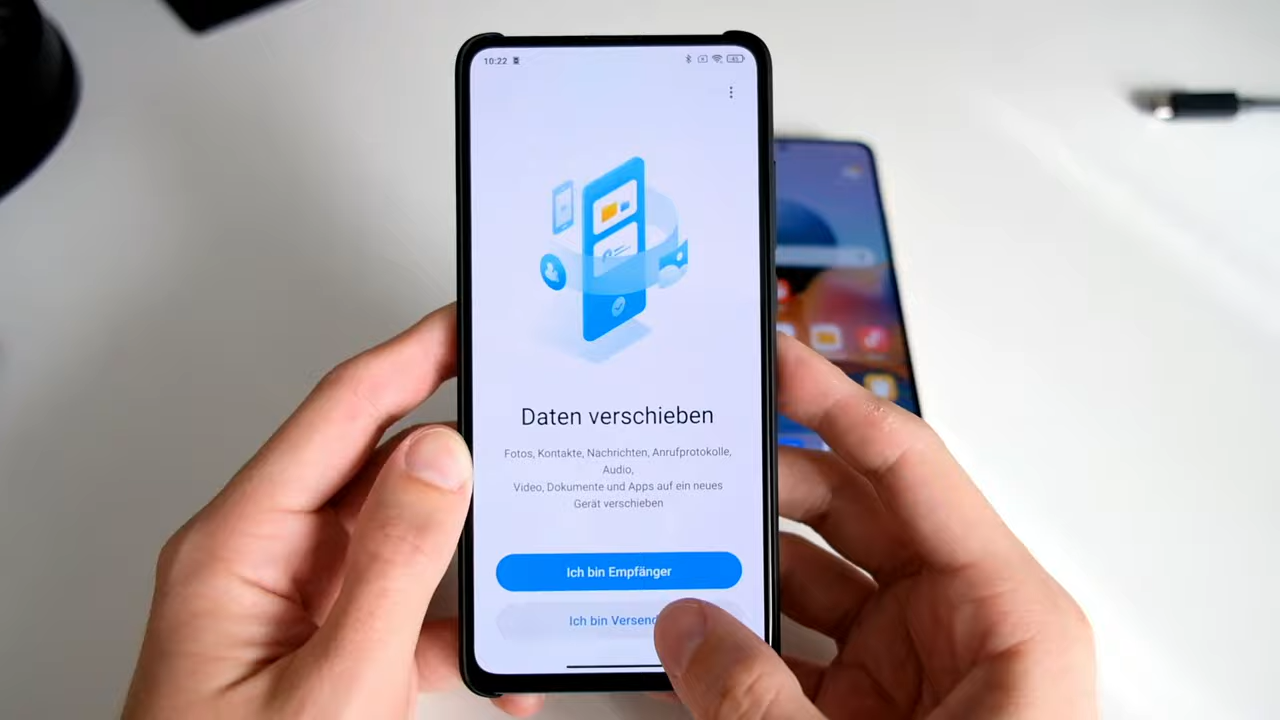 10:22
Daten verschieben
Fotos, Kontakte, Nachrichten, Anrufprotokolle,
Audio,
Video, Dokumente und Apps auf ein neues
Gerät verschieben
Ich bin Empfänger
Ich bin